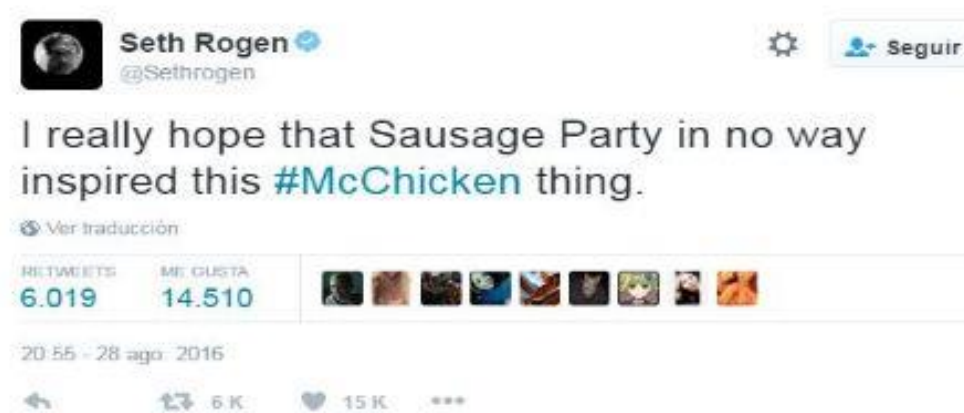 Seth Rogen
@Sethrogen
Seguir
I really hope that Sausage Party in no way
inspired this #McChicken thing.
Ver traducción
RETWEETS ME GUSTA
6.019 14.510
20:55 - 28 ago. 2016
6 K 15 K